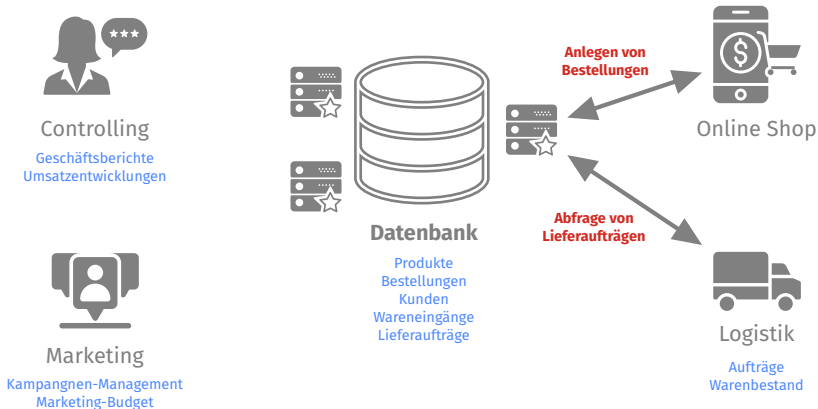 Controlling
Geschäftsberichte
Umsatzentwicklungen
Marketing
Kampangnen-Management
Marketing-Budget
Datenbank
Produkte
Bestellungen
Kunden
Wareneingänge
Lieferaufträge
Anlegen von
Bestellungen
Abfrage von
Lieferaufträgen
$
Online Shop
Logistik
Aufträge
Warenbestand